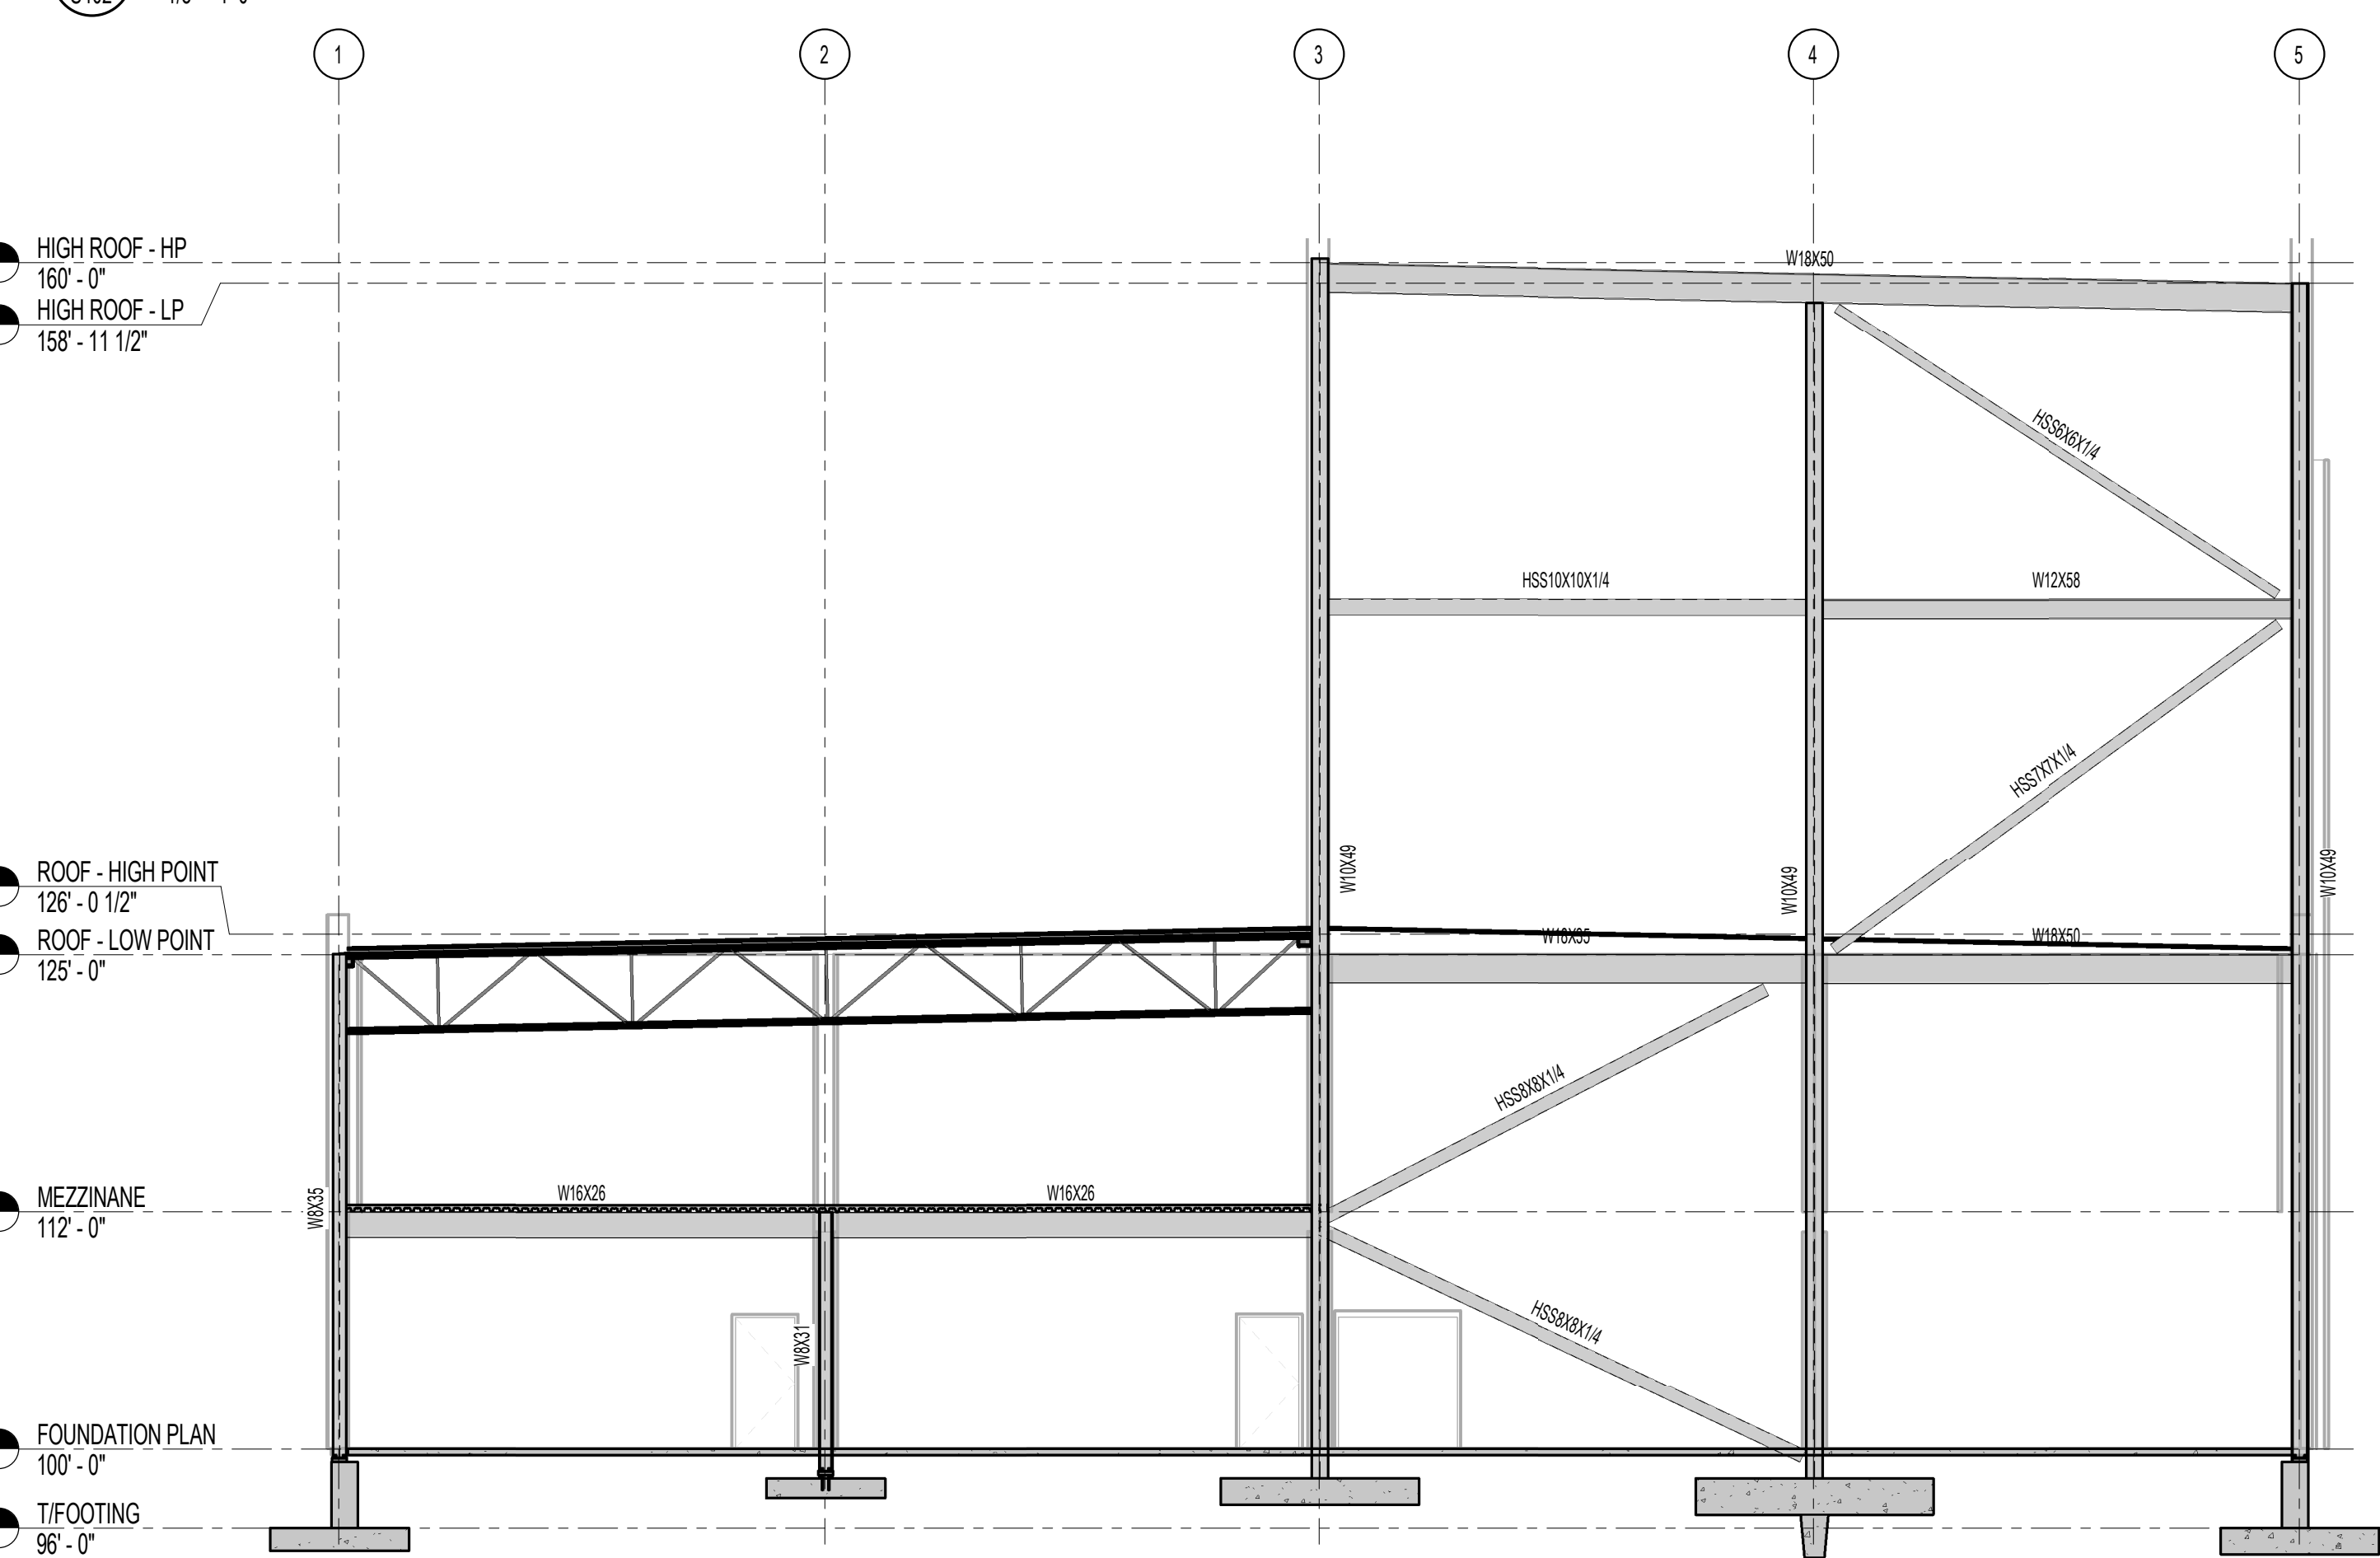 1 2 3 4 5
HIGH ROOF - HP
160' - 0"
HIGH ROOF - LP
158' - 11 1/2"
W18X50
HSS6X6X1/4
HSS10X10X1/4
W12X58
HSS7X7X1/4
W10X49
W10X49
W10X49
ROOF - HIGH POINT
126' - 0 1/2"
ROOF - LOW POINT
125' - 0"
W18X35
W18X50
HSS8X8X1/4
MEZZINANE
112' - 0"
W8X35
W16X26
W16X26
W8X31
HSS8X8X1/4
FOUNDATION PLAN
100' - 0"
T/FOOTING
96' - 0"